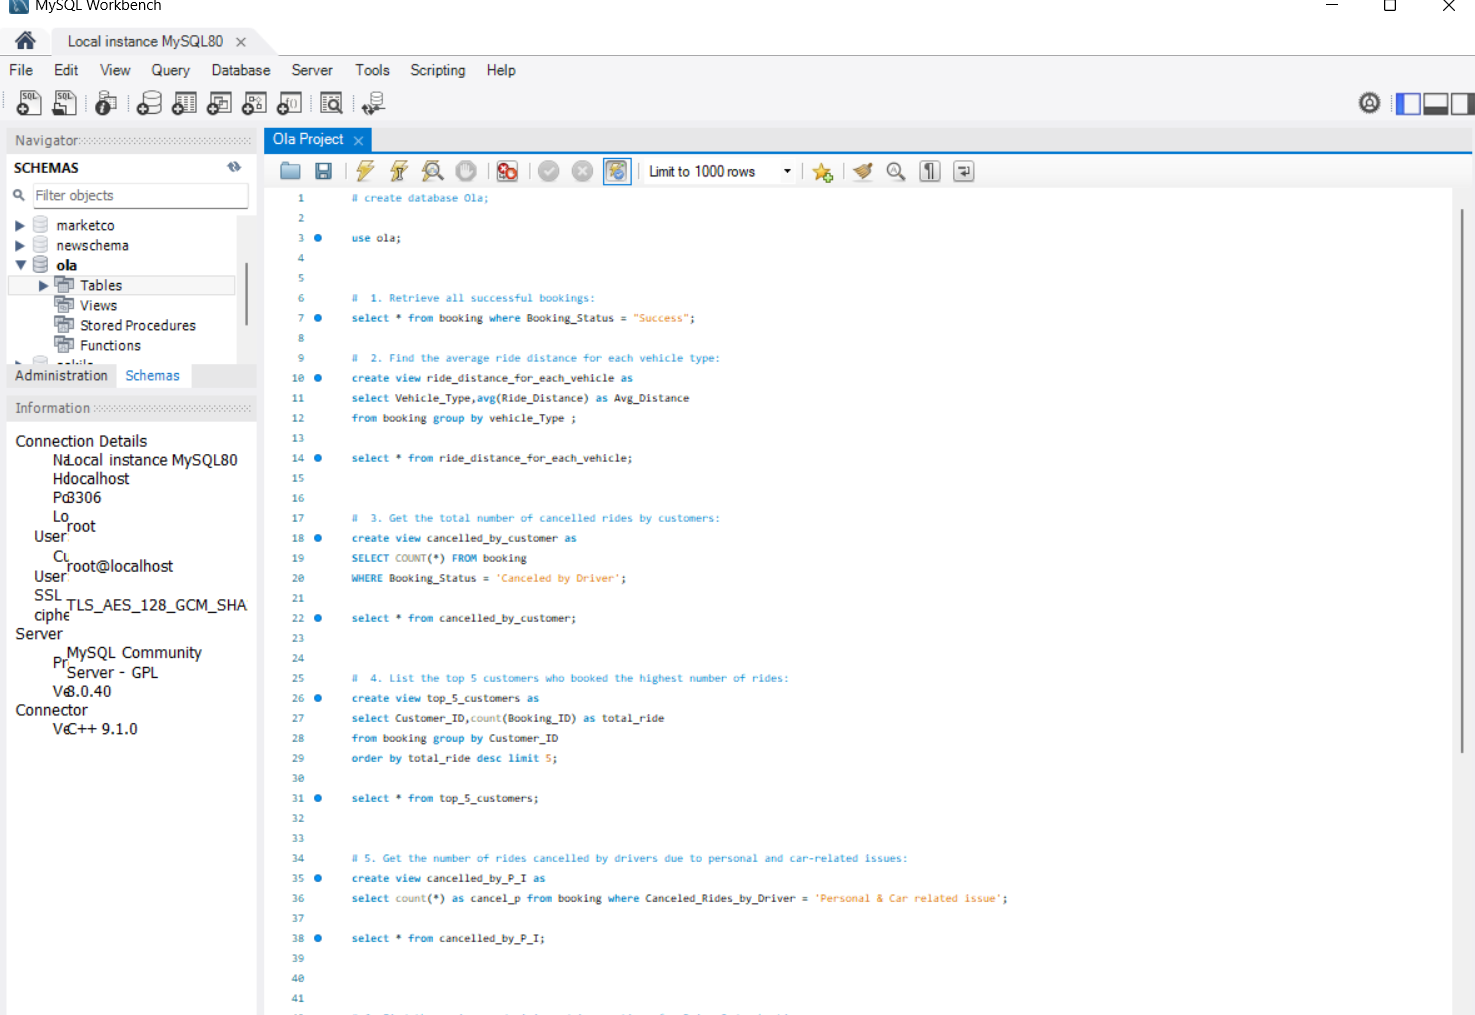 MySQL Workbench
Local instance MySQL80
File Edit View Query Database Server Tools Scripting Help
Navigator
SCHEMAS
Filter objects
marketco
newschema
ola
Tables
Views
Stored Procedures
Functions
Administration Schemas
Information
Connection Details
Local instance MySQL80
localhost
3306
root
User
root@localhost
User
SSL
TLS_AES_128_GCM_SHA
Server
MySQL Community
Server - GPL
8.0.40
Connector
C++ 9.1.0
Ola Project
Limit to 1000 rows
1 # create database Ola;
2
3 use ola;
4
5
6 #  1. Retrieve all successful bookings:
7 select * from booking where Booking_Status = "Success";
8
9 #  2. Find the average ride distance for each vehicle type:
10 create view ride_distance_for_each_vehicle as
11 select Vehicle_Type,avg(Ride_Distance) as Avg_Distance
12 from booking group by vehicle_Type ;
13
14 select * from ride_distance_for_each_vehicle;
15
16
17 #  3. Get the total number of cancelled rides by customers:
18 create view cancelled_by_customer as
19 SELECT COUNT(*) FROM booking
20 WHERE Booking_Status = 'Canceled by Driver';
21
22 select * from cancelled_by_customer;
23
24
25 #  4. List the top 5 customers who booked the highest number of rides:
26 create view top_5_customers as
27 select Customer_ID,count(Booking_ID) as total_ride
28 from booking group by Customer_ID
29 order by total_ride desc limit 5;
30
31 select * from top_5_customers;
32
33
34 # 5. Get the number of rides cancelled by drivers due to personal and car-related issues:
35 create view cancelled_by_P_I as
36 select count(*) as cancel_p from booking where Canceled_Rides_by_Driver = 'Personal & Car related issue';
37
38 select * from cancelled_by_P_I;
39
40
41